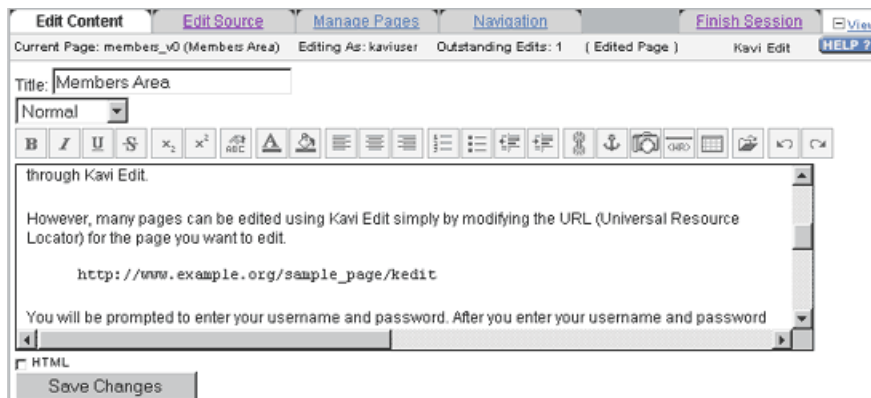 Edit Content Edit Source Manage Pages Navigation Finish Session View
Current Page: members_v0 (Members Area) Editing As: kaviuser Outstanding Edits: 1 ( Edited Page ) Kavi Edit HELP ?
Title: Members Area
Normal
B I U S x₂ x² ABC A
through Kavi Edit.
However, many pages can be edited using Kavi Edit simply by modifying the URL (Universal Resource
Locator) for the page you want to edit.
http://www.example.org/sample_page/kedit
You will be prompted to enter your username and password. After you enter your username and password
HTML
Save Changes